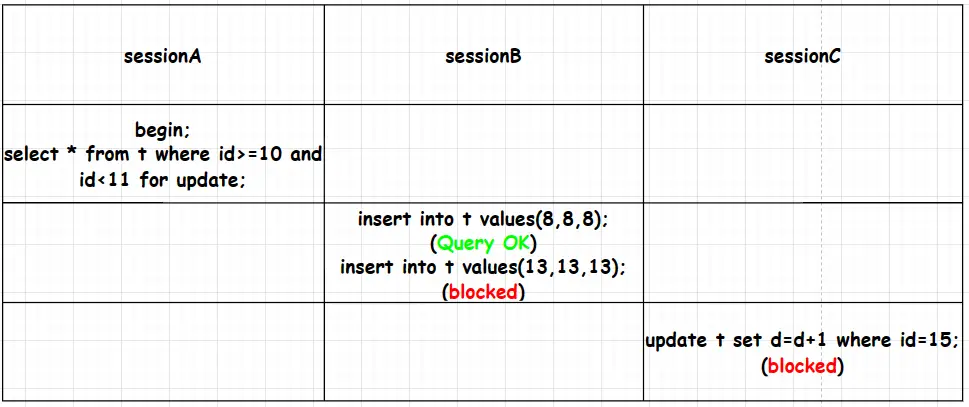 sessionA
sessionB
sessionC
begin;
select * from t where id>=10 and
id<11 for update;
insert into t values(8,8,8);
(Query OK)
insert into t values(13,13,13);
(blocked)
update t set d=d+1 where id=15;
(blocked)